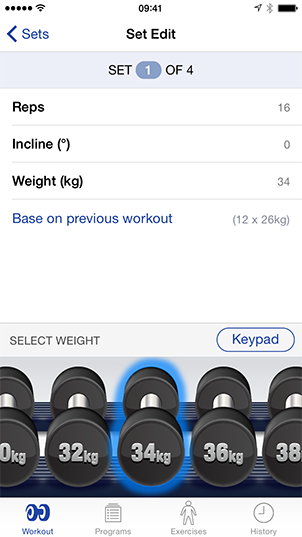 09:41
Sets
Set Edit
SET 1 OF 4
Reps 16
Incline (°) 0
Weight (kg) 34
Base on previous workout (12 x 26kg)
SELECT WEIGHT Keypad
0kg 32kg 34kg 36kg 38
Workout Programs Exercises History